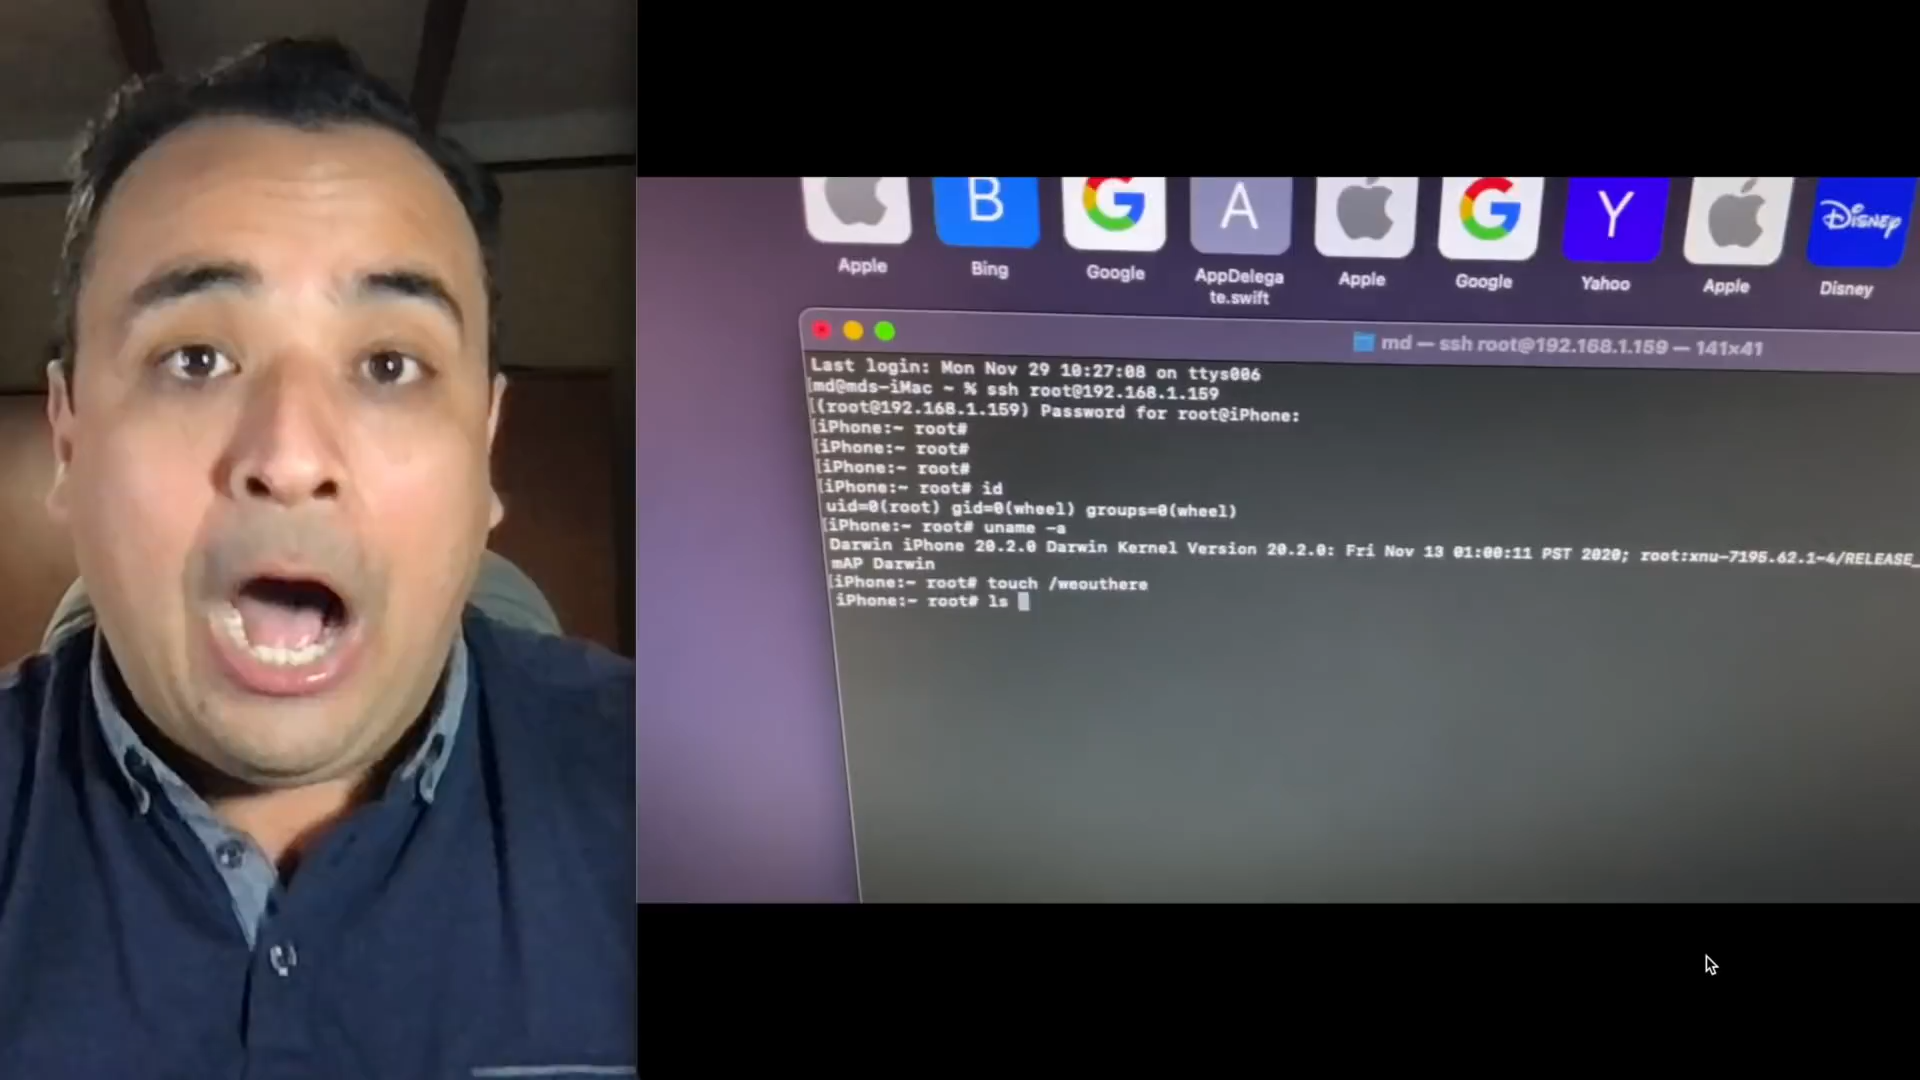 B
G
A
G
Y
Disney
Apple
Bing
Google
AppDelega
te.swift
Apple
Google
Yahoo
Apple
Disney
md — ssh root@192.168.1.159 — 141×41
Last login: Mon Nov 29 10:27:08 on ttys006
[md@mds-iMac ~ % ssh root@192.168.1.159
[(root@192.168.1.159) Password for root@iPhone:
[iPhone:~ root#
[iPhone:~ root#
[iPhone:~ root#
[iPhone:~ root# id
uid=0(root) gid=0(wheel) groups=0(wheel)
[iPhone:~ root# uname -a
Darwin iPhone 20.2.0 Darwin Kernel Version 20.2.0: Fri Nov 13 01:00:11 PST 2020; root:xnu-7195.62.1~4/RELEASE_
mAP Darwin
[iPhone:~ root# touch /weouthere
iPhone:~ root# ls